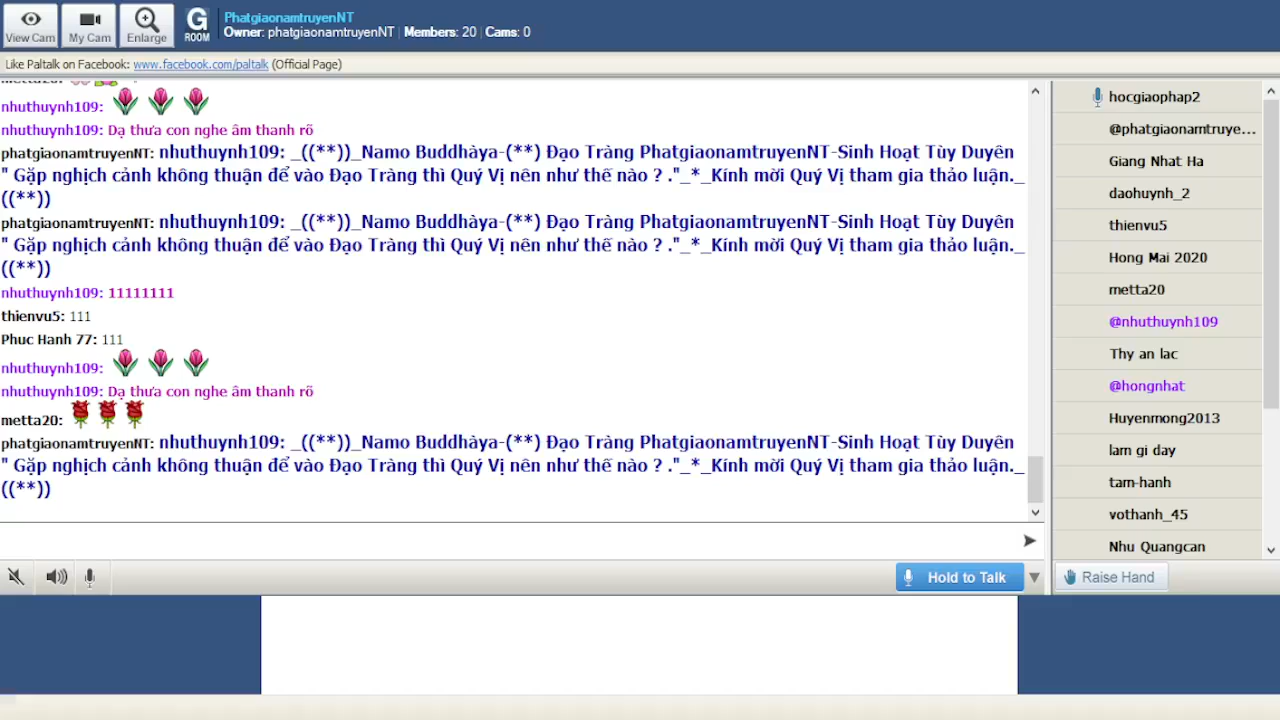 View Cam
My Cam
Enlarge
G
ROOM
PhatgiaonamtruyenNT
Owner: phatgiaonamtruyenNT | Members: 20 | Cams: 0
Like Paltalk on Facebook: www.facebook.com/paltalk (Official Page)
metta20:
nhuthuynh109:
nhuthuynh109: Dạ thưa con nghe âm thanh rõ
phatgiaonamtruyenNT: nhuthuynh109: _((**))_Namo Buddhàya-(**) Đạo Tràng PhatgiaonamtruyenNT-Sinh Hoạt Tùy Duyên
" Gặp nghịch cảnh không thuận để vào Đạo Tràng thì Quý Vị nên như thế nào ? ."_*_Kính mời Quý Vị tham gia thảo luận._
((**))
phatgiaonamtruyenNT: nhuthuynh109: _((**))_Namo Buddhàya-(**) Đạo Tràng PhatgiaonamtruyenNT-Sinh Hoạt Tùy Duyên
" Gặp nghịch cảnh không thuận để vào Đạo Tràng thì Quý Vị nên như thế nào ? ."_*_Kính mời Quý Vị tham gia thảo luận._
((**))
nhuthuynh109: 11111111
thienvu5: 111
Phuc Hanh 77: 111
nhuthuynh109:
nhuthuynh109: Dạ thưa con nghe âm thanh rõ
metta20:
phatgiaonamtruyenNT: nhuthuynh109: _((**))_Namo Buddhàya-(**) Đạo Tràng PhatgiaonamtruyenNT-Sinh Hoạt Tùy Duyên
" Gặp nghịch cảnh không thuận để vào Đạo Tràng thì Quý Vị nên như thế nào ? ."_*_Kính mời Quý Vị tham gia thảo luận._
((**))
Hold to Talk
hocgiaophap2
@phatgiaonamtruye...
Giang Nhat Ha
daohuynh_2
thienvu5
Hong Mai 2020
metta20
@nhuthuynh109
Thy an lac
@hongnhat
Huyenmong2013
lam gi day
tam-hanh
vothanh_45
Nhu Quangcan
Raise Hand